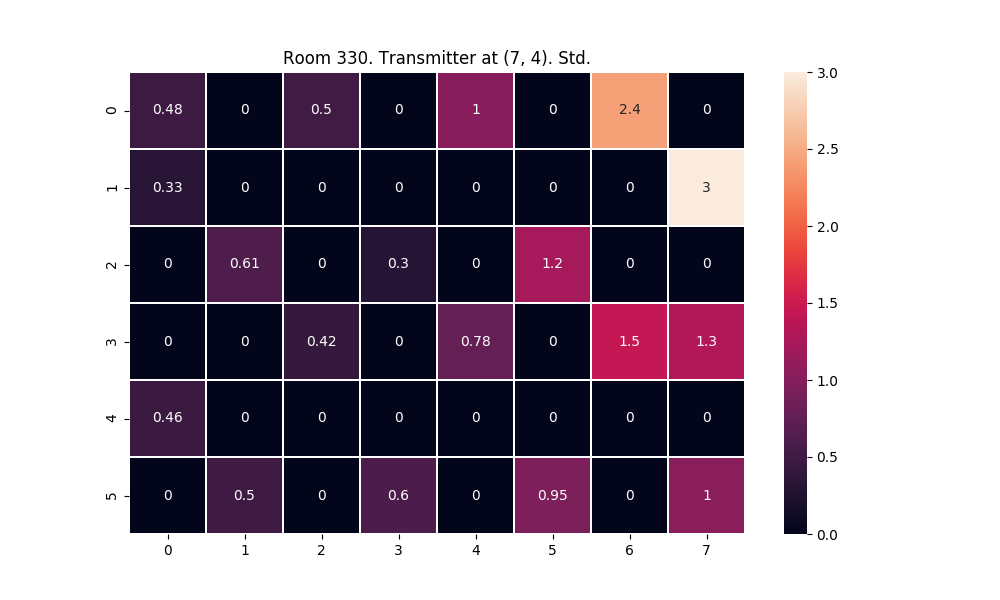 Room 330. Transmitter at (7, 4). Std.
0 0.48 0 0.5 0 1 0 2.4 0
1 0.33 0 0 0 0 0 0 3
2 0 0.61 0 0.3 0 1.2 0 0
3 0 0 0.42 0 0.78 0 1.5 1.3
4 0.46 0 0 0 0 0 0 0
5 0 0.5 0 0.6 0 0.95 0 1
0 1 2 3 4 5 6 7
3.0
2.5
2.0
1.5
1.0
0.5
0.0